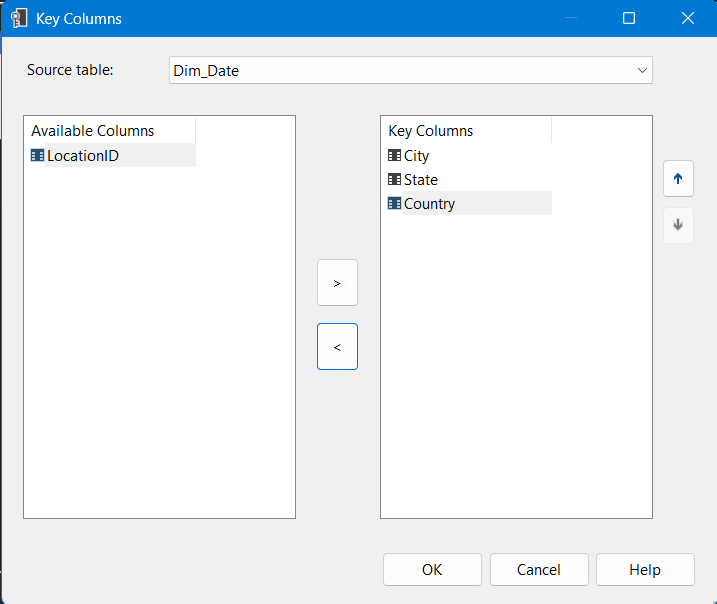 Key Columns
Source table:
Dim_Date
Available Columns
LocationID
Key Columns
City
State
Country
>
<
OK
Cancel
Help